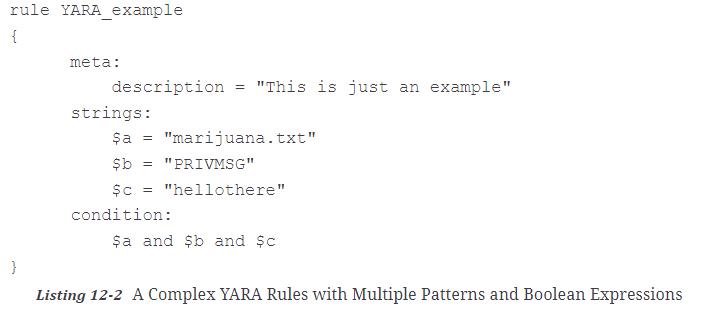 rule YARA_example
{
meta:
description = "This is just an example"
strings:
$a = "marijuana.txt"
$b = "PRIVMSG"
$c = "hellothere"
condition:
$a and $b and $c
}
Listing 12-2 A Complex YARA Rules with Multiple Patterns and Boolean Expressions